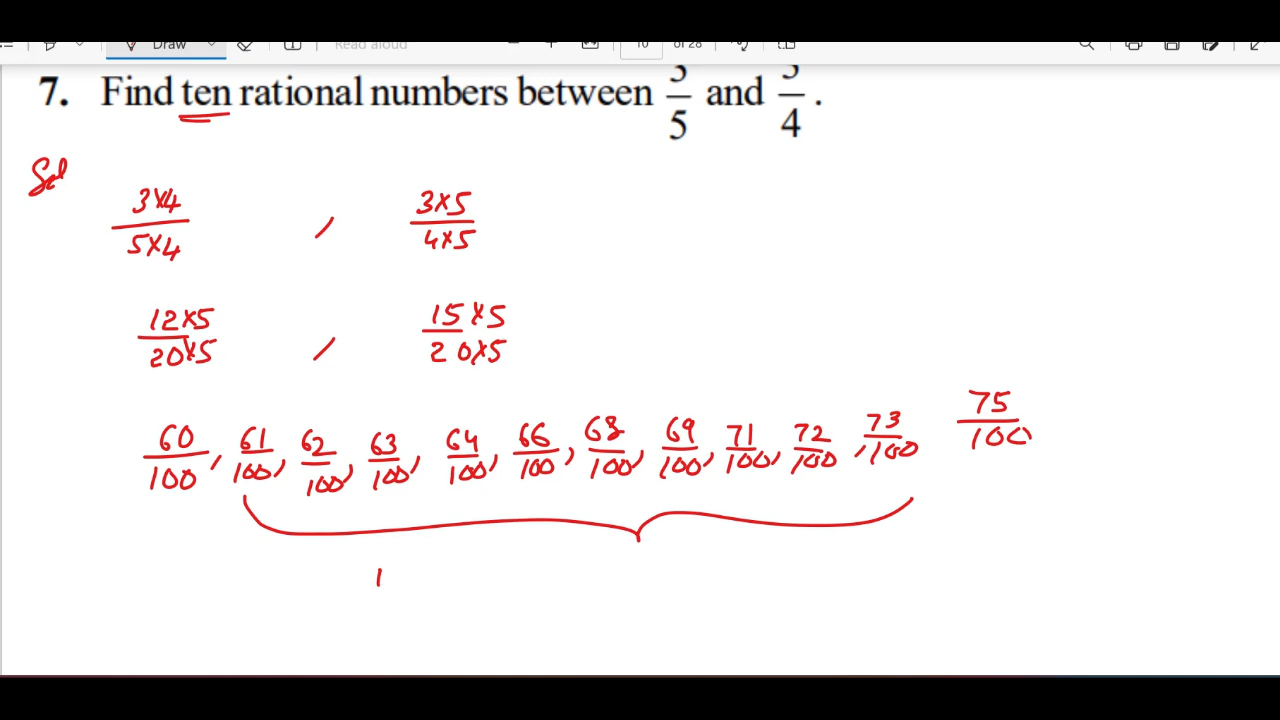 Draw
Read aloud
10 of 28
7. Find ten rational numbers between 3/5 and 3/4 .
Sol
3×4/5×4 , 3×5/4×5
12×5/20×5 , 15×5/20×5
60/100 , 61/100 , 62/100 , 63/100 , 64/100 , 66/100 , 68/100 , 69/100 , 71/100 , 72/100 , 73/100 75/100